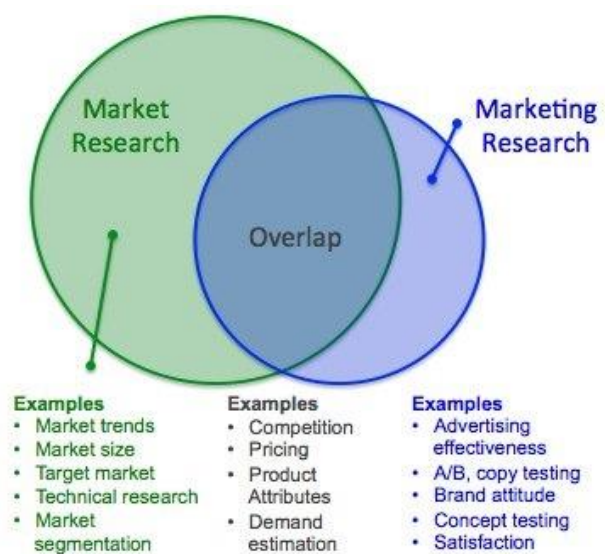 Market
Research
Marketing
Research
Overlap
Examples
• Market trends
• Market size
• Target market
• Technical research
• Market
segmentation
Examples
• Competition
• Pricing
• Product
Attributes
• Demand
estimation
Examples
• Advertising
effectiveness
• A/B, copy testing
• Brand attitude
• Concept testing
• Satisfaction